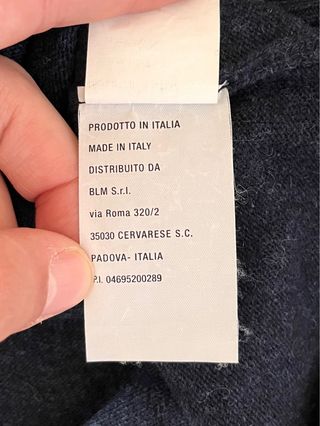 PRODOTTO IN ITALIA
MADE IN ITALY
DISTRIBUITO DA
BLM S.r.l.
via Roma 320/2
35030 CERVARESE S.C.
PADOVA- ITALIA
P.I. 04695200289